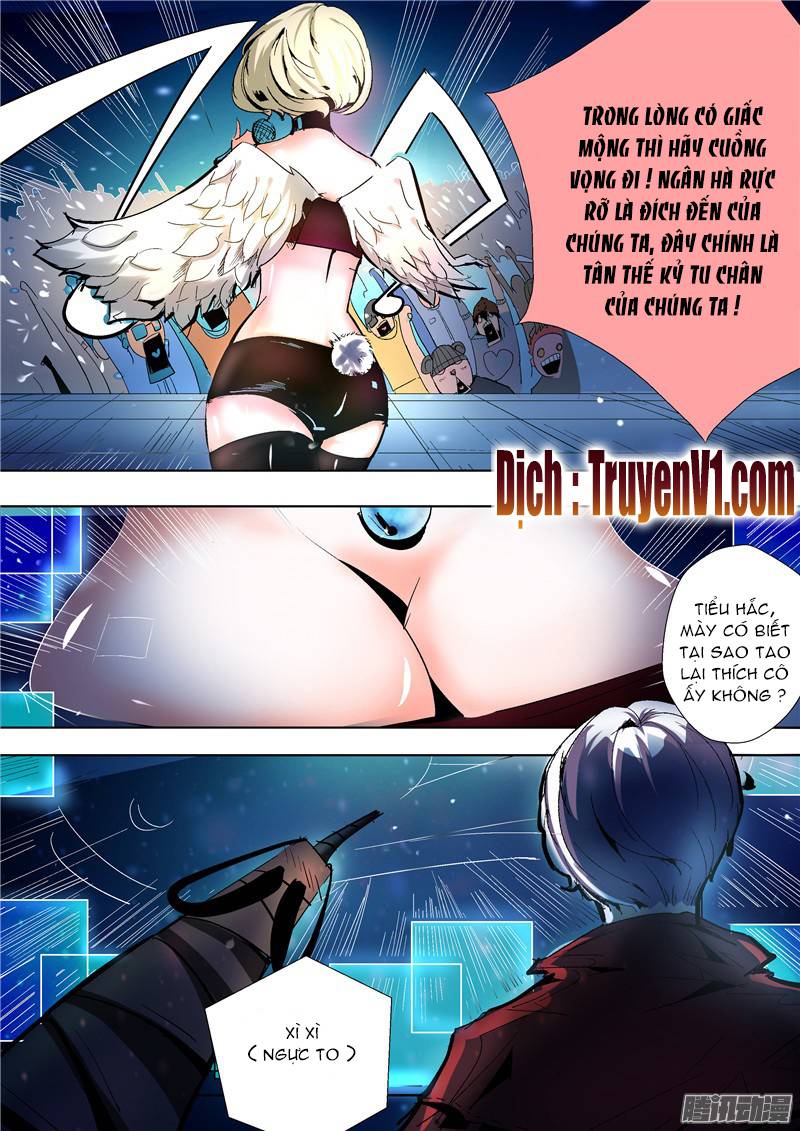 TRONG LÒNG CÓ GIẤC
MỘNG THÌ HÃY CUỒNG
VỌNG ĐI ! NGÂN HÀ RỰC
RỠ LÀ ĐÍCH ĐẾN CỦA
CHÚNG TA, ĐÂY CHÍNH LÀ
TÂN THẾ KỶ TU CHÂN
CỦA CHÚNG TA !
Dịch : TruyenV1.com
TIỂU HẮC,
MÀY CÓ BIẾT
TẠI SAO TAO
LẠI THÍCH CÔ
ẤY KHÔNG ?
XÌ XÌ
( NGỰC TO )
腾讯动漫